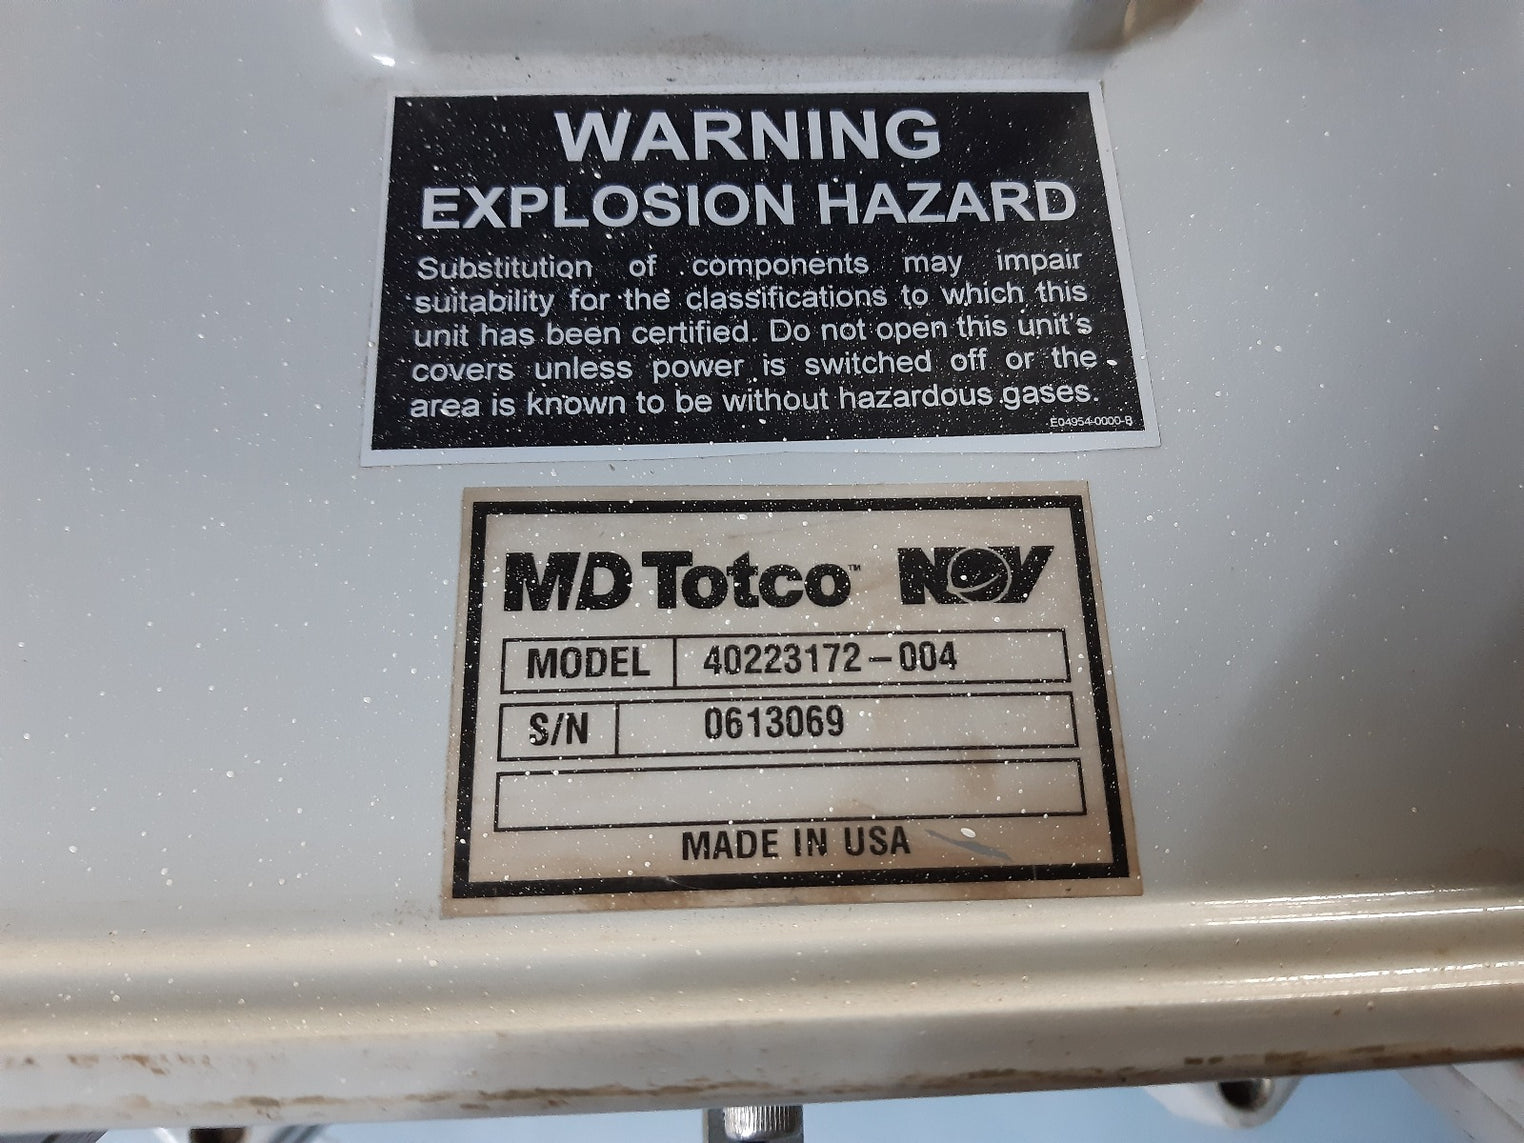 WARNING
EXPLOSION HAZARD
Substitution of components may impair
suitability for the classifications to which this
unit has been certified. Do not open this unit's
covers unless power is switched off or the
area is known to be without hazardous gases.
E04954-0000-B
MD Totco™ NOV
MODEL 40223172-004
S/N 0613069
MADE IN USA